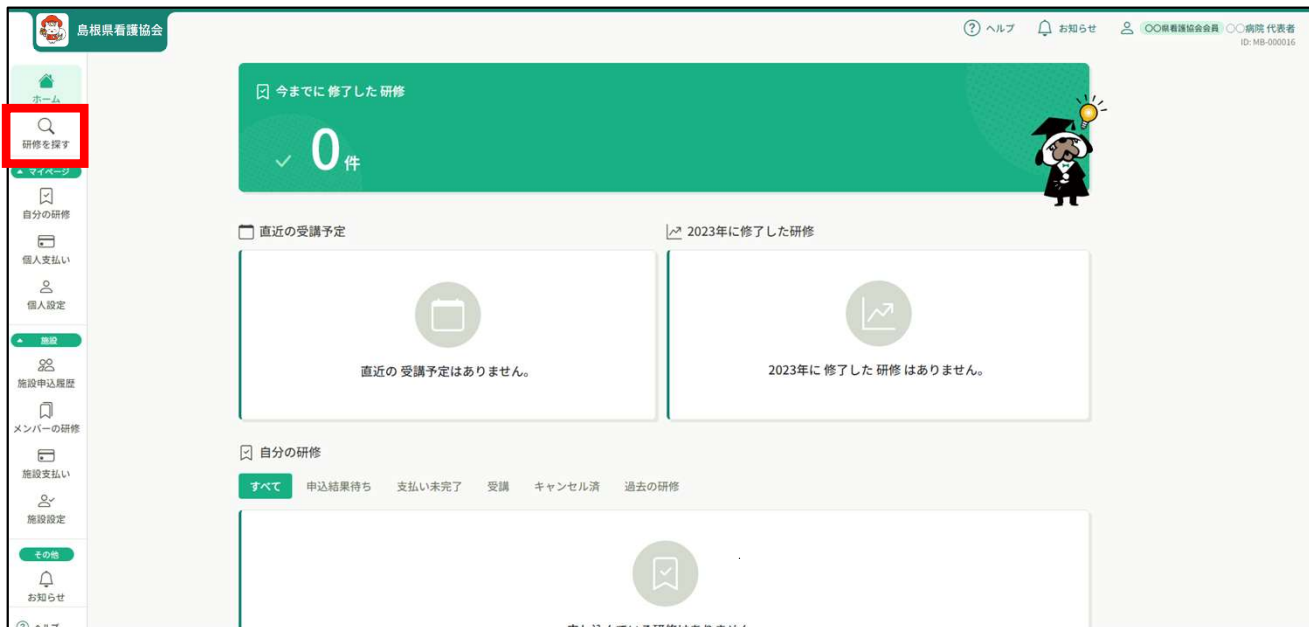 島根県看護協会
ヘルプ
お知らせ
〇〇県看護協会会員 〇〇病院 代表者
ID: MB-000016
ホーム
研修を探す
マイページ
自分の研修
個人支払い
個人設定
施設
施設申込履歴
メンバーの研修
施設支払い
施設設定
その他
お知らせ
今までに 修了した 研修
0 件
直近の受講予定
直近の 受講予定はありません。
2023年に修了した研修
2023年に 修了した 研修 はありません。
自分の研修
すべて 申込結果待ち 支払い未完了 受講 キャンセル済 過去の研修